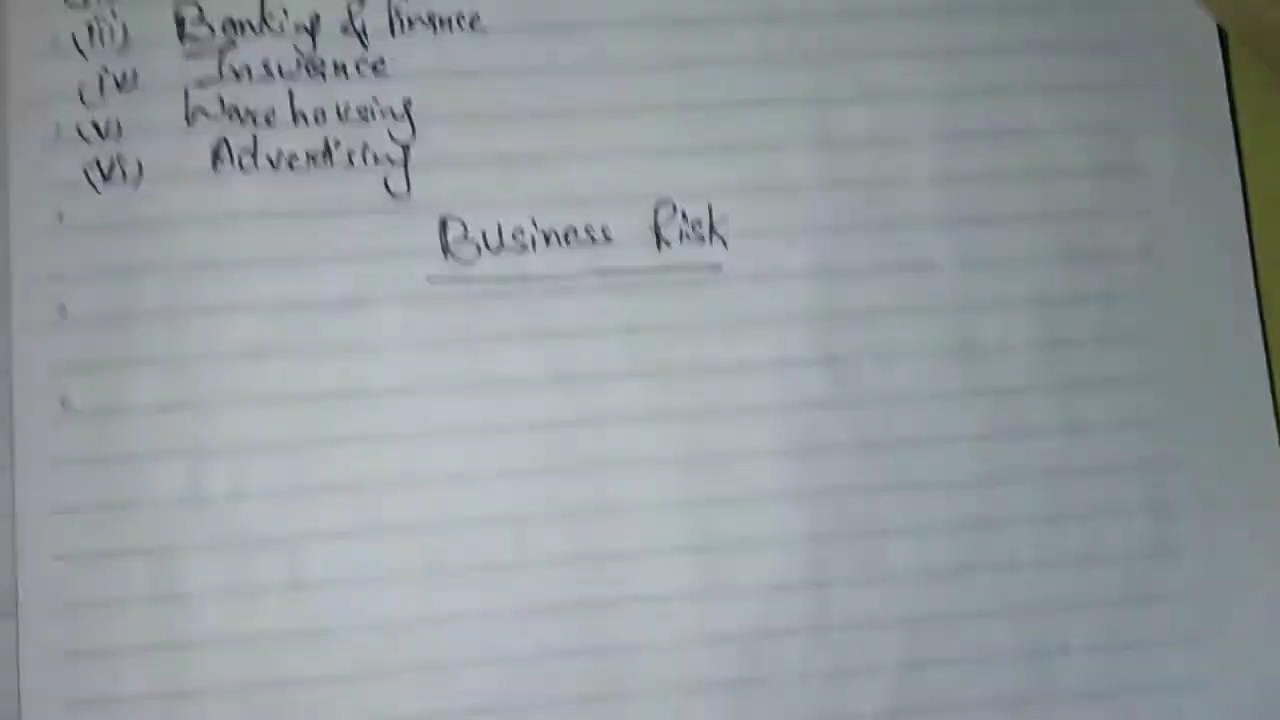 (iii) Banking & finance
(iv) Insurance
(v) Warehousing
(vi) Advertising
Business Risk